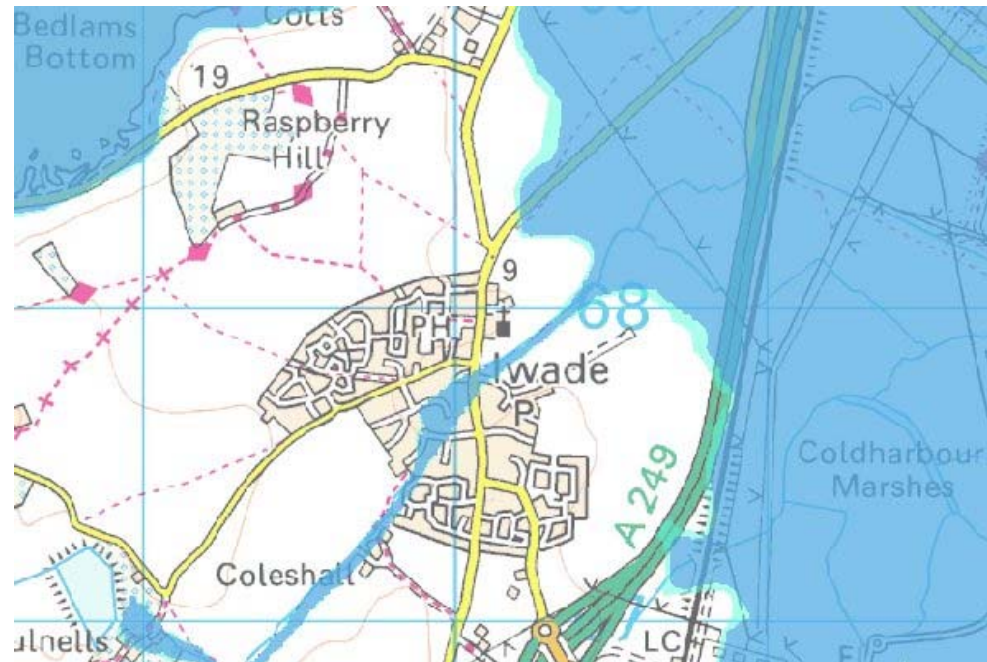 Cotts
Bedlams
Bottom
19
Raspberry
Hill
9
68
PH
Iwade
P
A 249
Coldharbour
Marshes
Coleshall
ulnells
LC